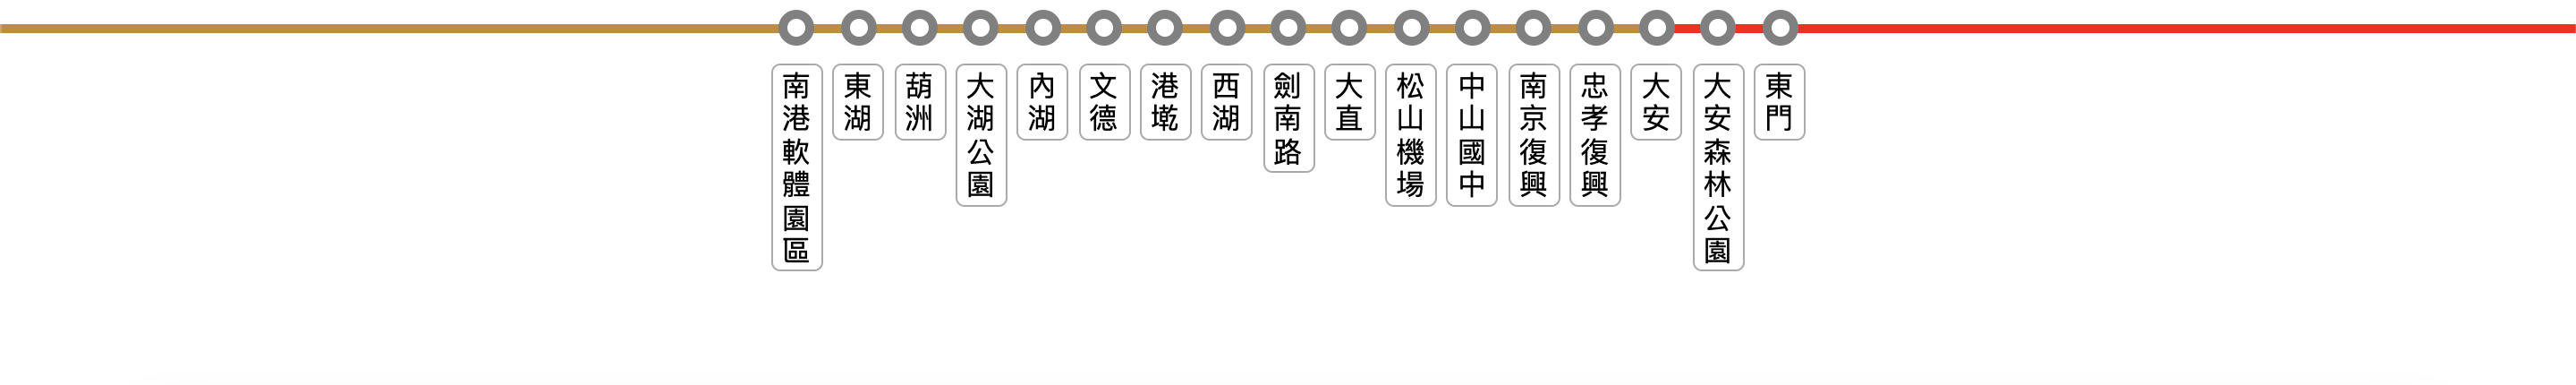 南港軟體園區
東湖
葫洲
大湖公園
內湖
文德
港墘
西湖
劍南路
大直
松山機場
中山國中
南京復興
忠孝復興
大安
大安森林公園
東門